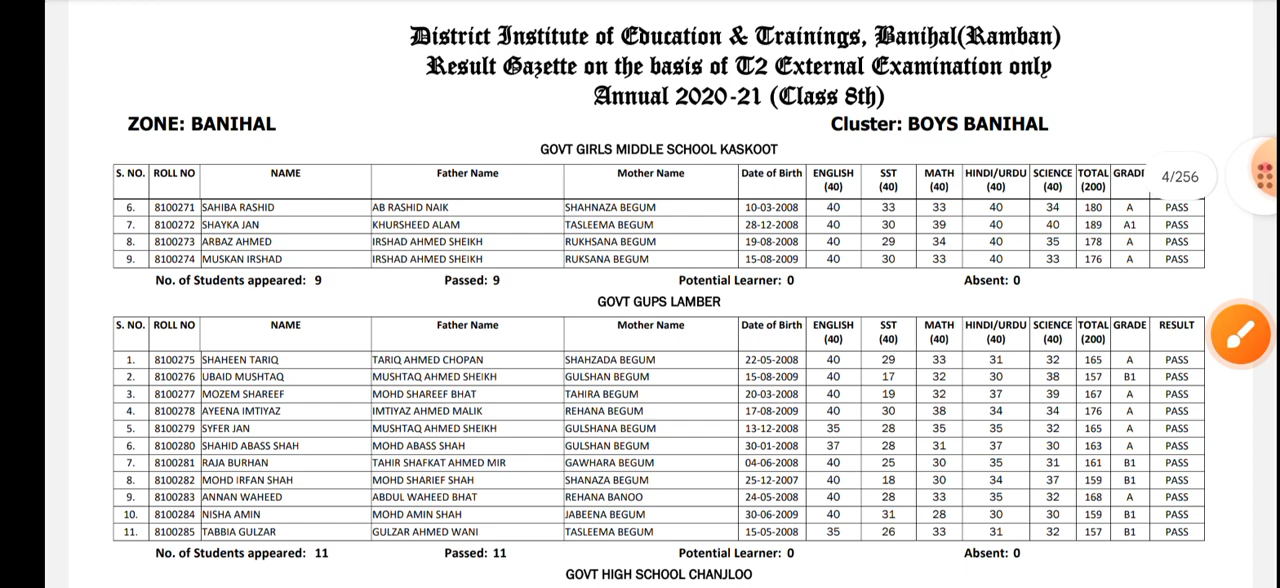 District Institute of Education & Trainings, Banihal(Ramban)
Result Gazette on the basis of T2 External Examination only
Annual 2020-21 (Class 8th)
ZONE: BANIHAL Cluster: BOYS BANIHAL
GOVT GIRLS MIDDLE SCHOOL KASKOOT
S. NO. ROLL NO NAME Father Name Mother Name Date of Birth ENGLISH SST MATH HINDI/URDU SCIENCE TOTAL GRADE 4/256
(40) (40) (40) (40) (40) (200)
6. 8100271 SAHIBA RASHID AB RASHID NAIK SHAHNAZA BEGUM 10-03-2008 40 33 33 40 34 180 A PASS
7. 8100272 SHAYKA JAN KHURSHEED ALAM TASLEEMA BEGUM 28-12-2008 40 30 39 40 40 189 A1 PASS
8. 8100273 ARBAZ AHMED IRSHAD AHMED SHEIKH RUKHSANA BEGUM 19-08-2008 40 29 34 40 35 178 A PASS
9. 8100274 MUSKAN IRSHAD IRSHAD AHMED SHEIKH RUKSANA BEGUM 15-08-2009 40 30 33 40 33 176 A PASS
No. of Students appeared: 9 Passed: 9 Potential Learner: 0 Absent: 0
GOVT GUPS LAMBER
S. NO. ROLL NO NAME Father Name Mother Name Date of Birth ENGLISH SST MATH HINDI/URDU SCIENCE TOTAL GRADE RESULT
(40) (40) (40) (40) (40) (200)
1. 8100275 SHAHEEN TARIQ TARIQ AHMED CHOPAN SHAHZADA BEGUM 22-05-2008 40 29 33 31 32 165 A PASS
2. 8100276 UBAID MUSHTAQ MUSHTAQ AHMED SHEIKH GULSHAN BEGUM 15-08-2009 40 17 32 30 38 157 B1 PASS
3. 8100277 MOZEM SHAREEF MOHD SHAREEF BHAT TAHIRA BEGUM 20-03-2008 40 19 32 37 39 167 A PASS
4. 8100278 AYEENA IMTIYAZ IMTIYAZ AHMED MALIK REHANA BEGUM 17-08-2009 40 30 38 34 34 176 A PASS
5. 8100279 SYFER JAN MUSHTAQ AHMED SHEIKH GULSHANA BEGUM 13-12-2008 35 28 35 35 32 165 A PASS
6. 8100280 SHAHID ABASS SHAH MOHD ABASS SHAH GULSHAN BEGUM 30-01-2008 37 28 31 37 30 163 A PASS
7. 8100281 RAJA BURHAN TAHIR SHAFKAT AHMED MIR GAWHARA BEGUM 04-06-2008 40 25 30 35 31 161 B1 PASS
8. 8100282 MOHD IRFAN SHAH MOHD SHARIEF SHAH SHANAZA BEGUM 25-12-2007 40 18 30 34 37 159 B1 PASS
9. 8100283 ANNAN WAHEED ABDUL WAHEED BHAT REHANA BANOO 24-05-2008 40 28 33 35 32 168 A PASS
10. 8100284 NISHA AMIN MOHD AMIN SHAH JABEENA BEGUM 30-06-2009 40 31 28 30 30 159 B1 PASS
11. 8100285 TABBIA GULZAR GULZAR AHMED WANI TASLEEMA BEGUM 15-05-2008 35 26 33 31 32 157 B1 PASS
No. of Students appeared: 11 Passed: 11 Potential Learner: 0 Absent: 0
GOVT HIGH SCHOOL CHANJLOO